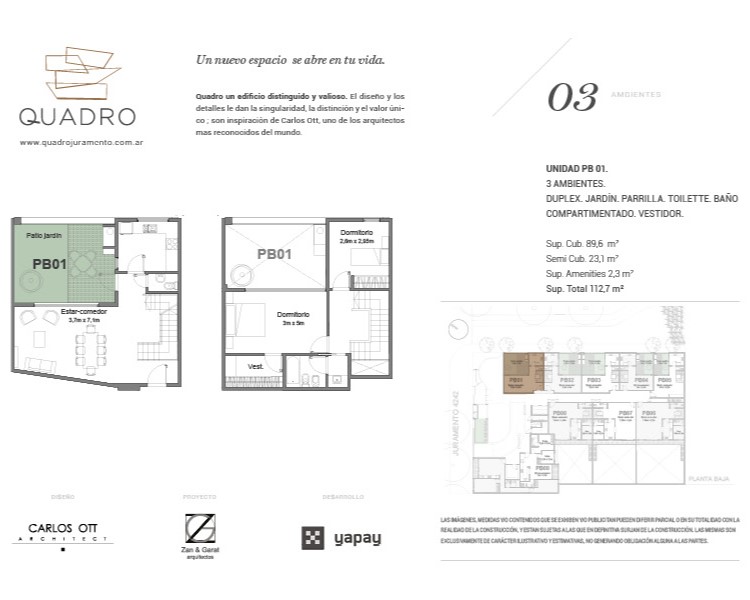 QUADRO
www.quadrojuramento.com.ar
Un nuevo espacio se abre en tu vida.
Quadro un edificio distinguido y valioso. El diseño y los
detalles le dan la singularidad, la distinción y el valor úni-
co ; son inspiración de Carlos Ott, uno de los arquitectos
mas reconocidos del mundo.
03 AMBIENTES
UNIDAD PB 01.
3 AMBIENTES.
DUPLEX. JARDÍN. PARRILLA. TOILETTE. BAÑO
COMPARTIMENTADO. VESTIDOR.
Sup. Cub. 89,6 m²
Semi Cub. 23,1 m²
Sup. Amenities 2,3 m²
Sup. Total 112,7 m²
Patio jardín
PB01
Estar-comedor
3,7m x 7,1m
PB01
Dormitorio
2,6m x 2,85m
Dormitorio
3m x 5m
Vest.
PB01
PB02
PB03
PB04
PB05
PB06
PB07
PB08
JURAMENTO 4242
PLANTA BAJA
DISEÑO
CARLOS OTT
ARCHITECT
PROYECTO
Zan & Garat
arquitectos
DESARROLLO
yapay
LAS IMÁGENES, MEDIDAS Y/O CONTENIDOS QUE SE EXHIBEN Y/O PUBLICITAN PUEDEN DIFERIR PARCIAL O EN SU TOTALIDAD CON LA
REALIDAD DE LA CONSTRUCCIÓN, Y ESTAN SUJETAS A LAS QUE EN DEFINITIVA SURJAN DE LA CONSTRUCCIÓN. LAS MISMAS SON
EXCLUSIVAMENTE DE CARÁCTER ILUSTRATIVO Y ESTIMATIVAS, NO GENERANDO OBLIGACIÓN ALGUNA A LAS PARTES.